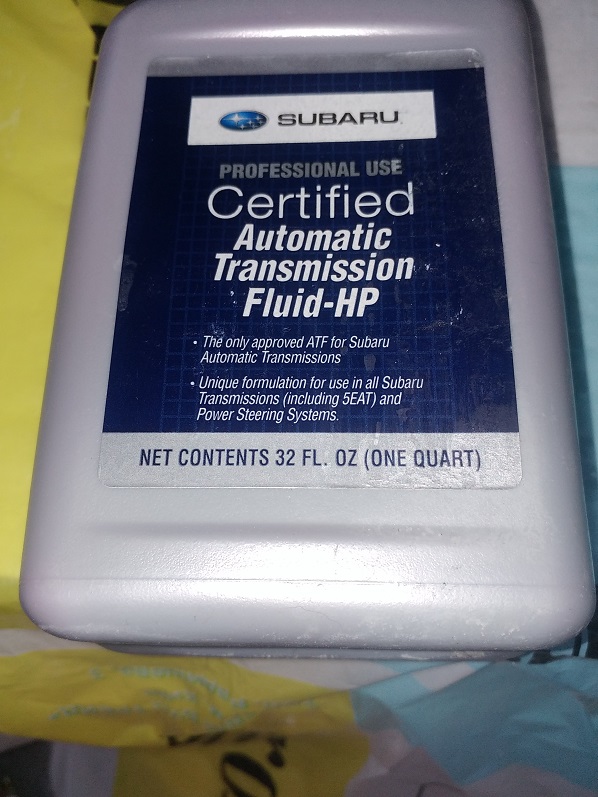 SUBARU
PROFESSIONAL USE
Certified
Automatic
Transmission
Fluid-HP
• The only approved ATF for Subaru
Automatic Transmissions
• Unique formulation for use in all Subaru
Transmissions (including 5EAT) and
Power Steering Systems.
NET CONTENTS 32 FL. OZ (ONE QUART)